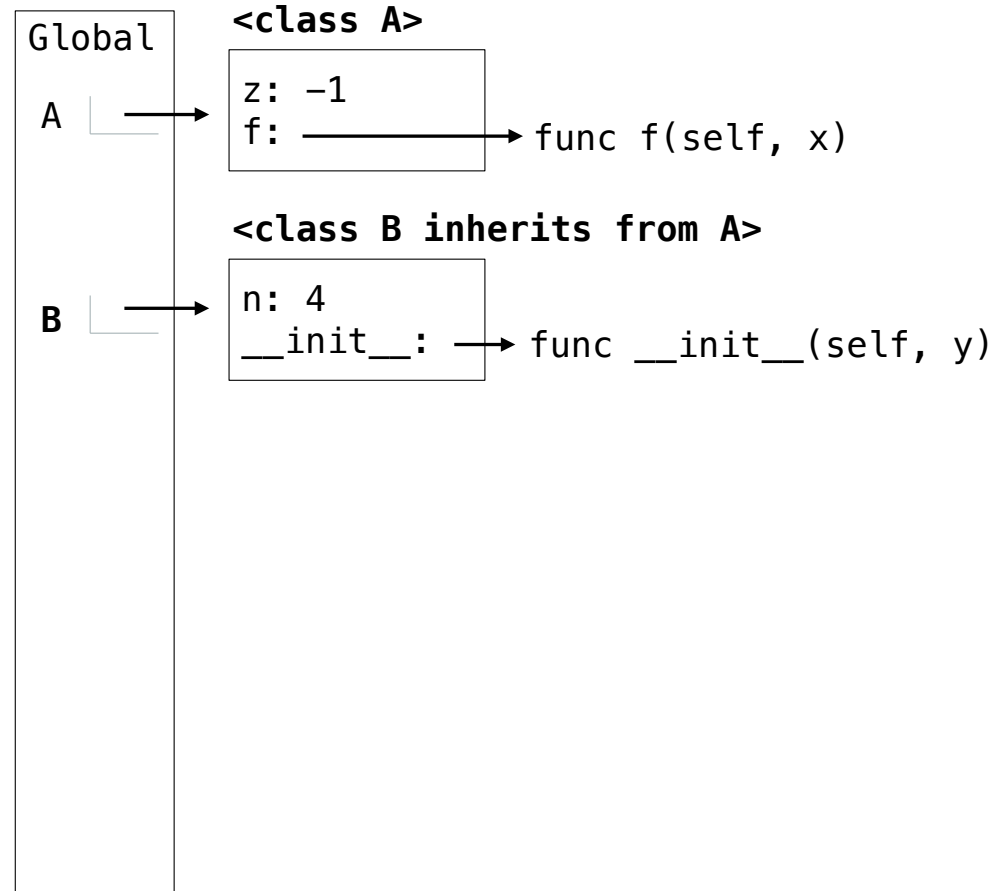 Global
<class A>
A
z: −1
f:
func f(self, x)
<class B inherits from A>
B
n: 4
__init__:
func __init__(self, y)